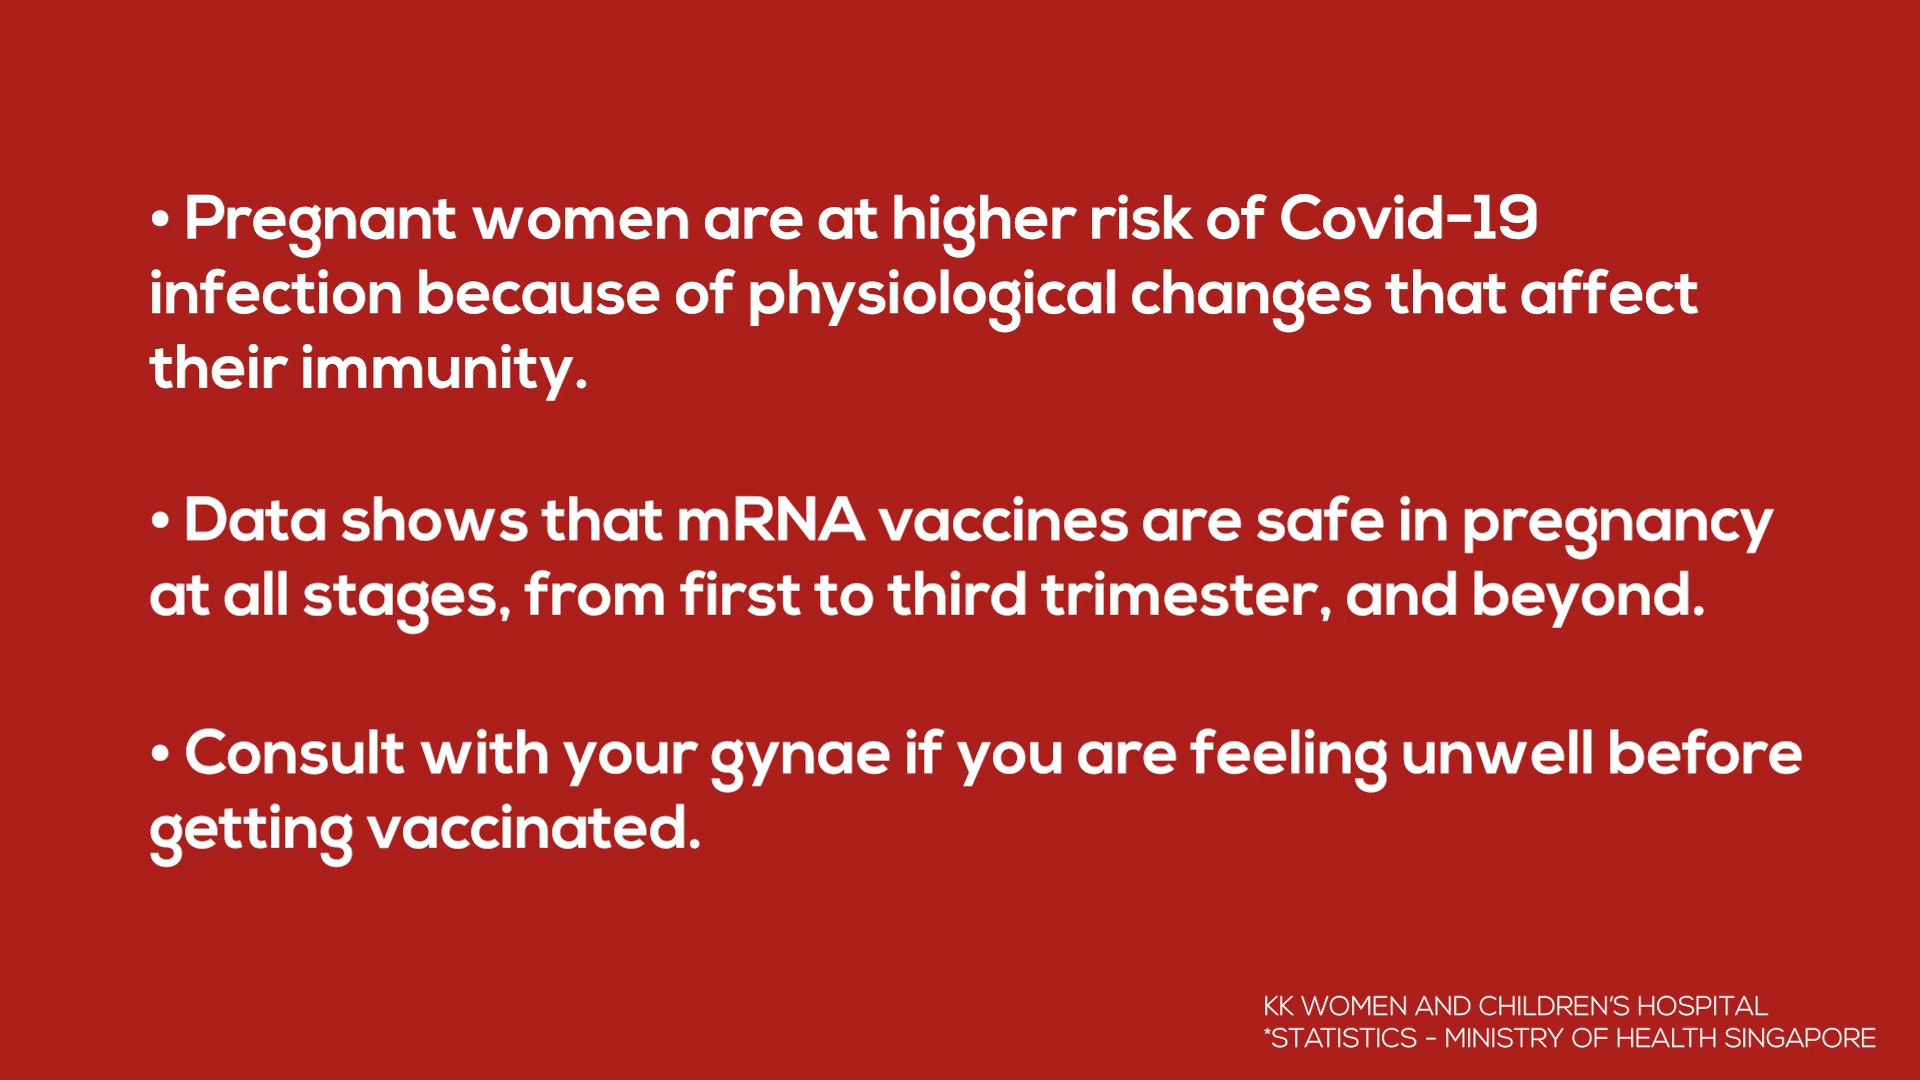 • Pregnant women are at higher risk of Covid-19
infection because of physiological changes that affect
their immunity.
• Data shows that mRNA vaccines are safe in pregnancy
at all stages, from first to third trimester, and beyond.
• Consult with your gynae if you are feeling unwell before
getting vaccinated.
KK WOMEN AND CHILDREN'S HOSPITAL
*STATISTICS - MINISTRY OF HEALTH SINGAPORE